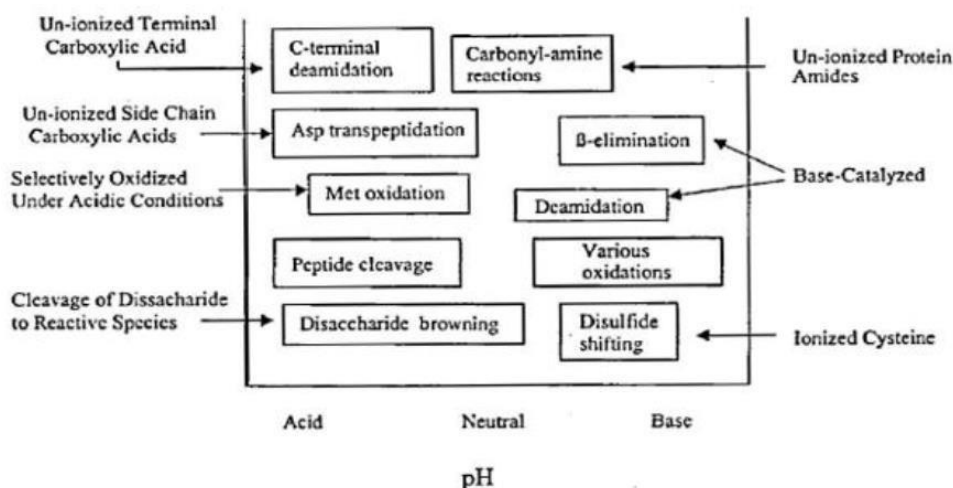 Un-ionized Terminal
Carboxylic Acid
C-terminal
deamidation
Carbonyl-amine
reactions
Un-ionized Protein
Amides
Un-ionized Side Chain
Carboxylic Acids
Asp transpeptidation
ß-elimination
Selectively Oxidized
Under Acidic Conditions
Met oxidation
Deamidation
Base-Catalyzed
Peptide cleavage
Various
oxidations
Cleavage of Dissacharide
to Reactive Species
Disaccharide browning
Disulfide
shifting
Ionized Cysteine
Acid Neutral Base
pH